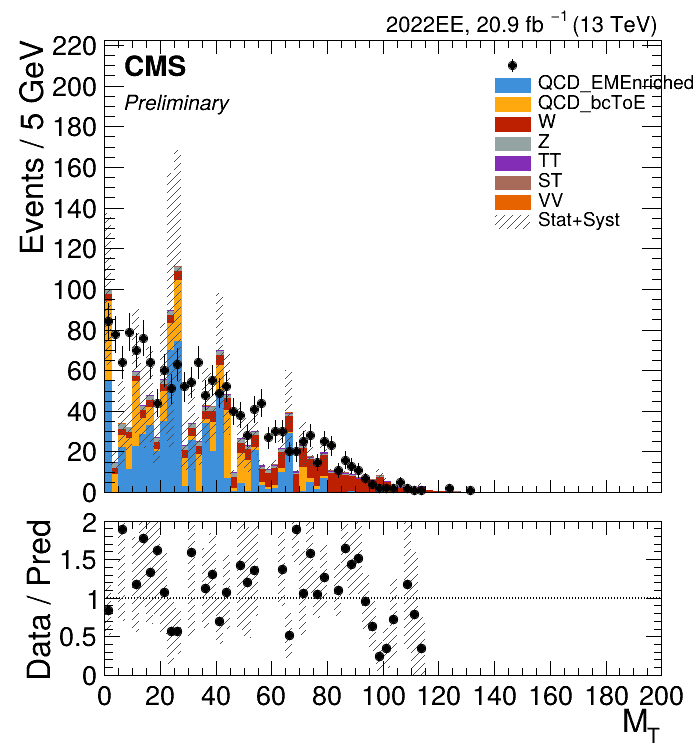 2022EE, 20.9 fb⁻¹ (13 TeV)
CMS
Preliminary
QCD_EMEnriched
QCD_bcToE
W
Z
TT
ST
VV
Stat+Syst
Events / 5 GeV
220
200
180
160
140
120
100
80
60
40
20
0
Data / Pred
2
1.5
1
0.5
0
0 20 40 60 80 100 120 140 160 180 200
M_T